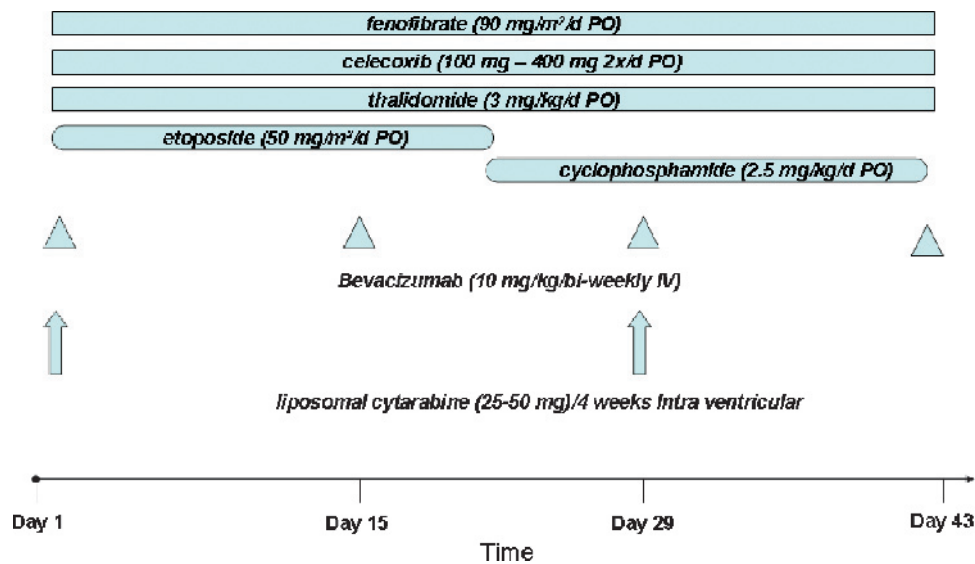 fenofibrate (90 mg/m²/d PO)
celecoxib (100 mg – 400 mg 2x/d PO)
thalidomide (3 mg/kg/d PO)
etoposide (50 mg/m²/d PO)
cyclophosphamide (2.5 mg/kg/d PO)
Bevacizumab (10 mg/kg/bi-weekly IV)
liposomal cytarabine (25-50 mg)/4 weeks Intra ventricular
Day 1 Day 15 Day 29 Day 43
Time